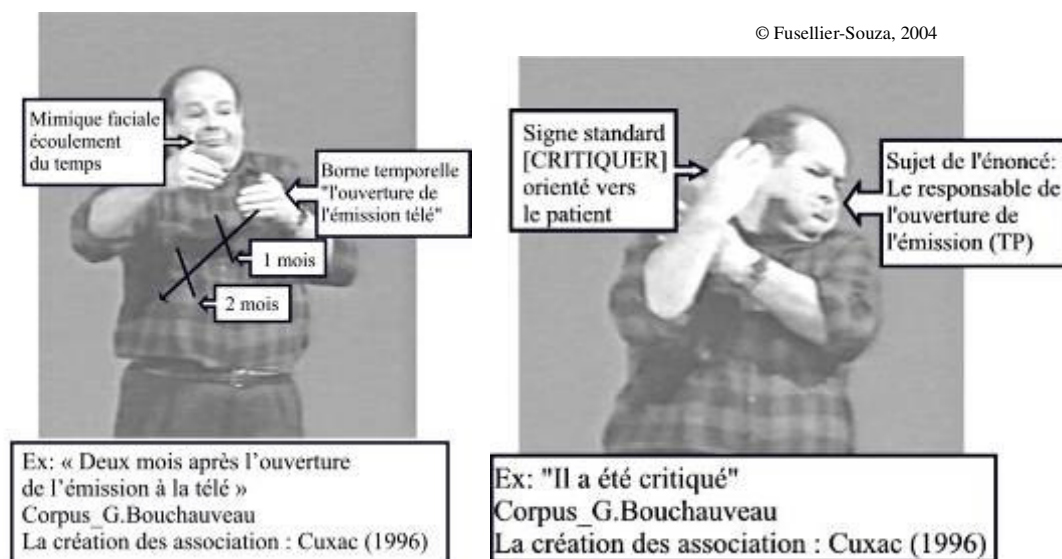 © Fusellier-Souza, 2004
Mimique faciale
écoulement
du temps
Borne temporelle
"l'ouverture de
l'émission télé"
1 mois
2 mois
Ex: « Deux mois après l'ouverture
de l'émission à la télé »
Corpus_G.Bouchauveau
La création des association : Cuxac (1996)
Signe standard
[CRITIQUER]
orienté vers
le patient
Sujet de l'énoncé:
Le responsable de
l'ouverture de
l'émission (TP)
Ex: "Il a été critiqué"
Corpus_G.Bouchauveau
La création des association : Cuxac (1996)